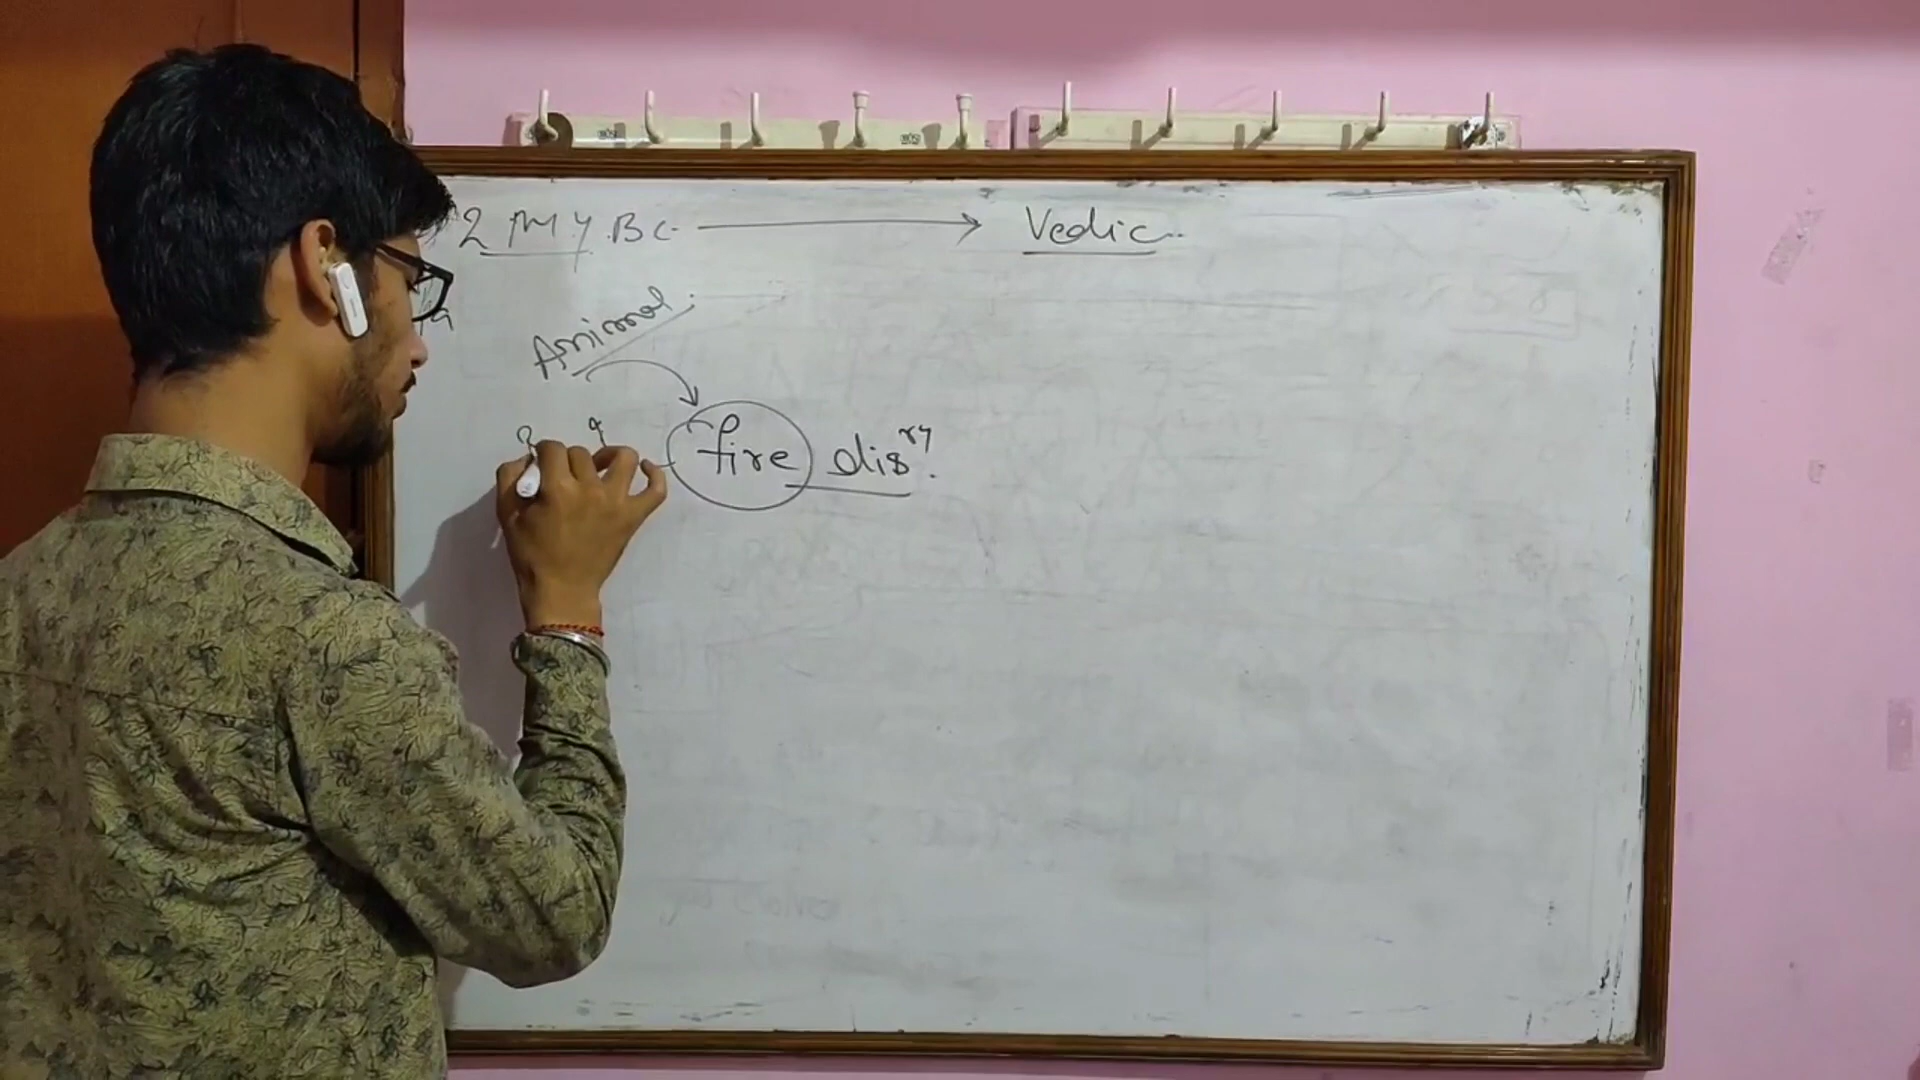 2 MY.BC. → Vedic..
Animal.
fire disry.